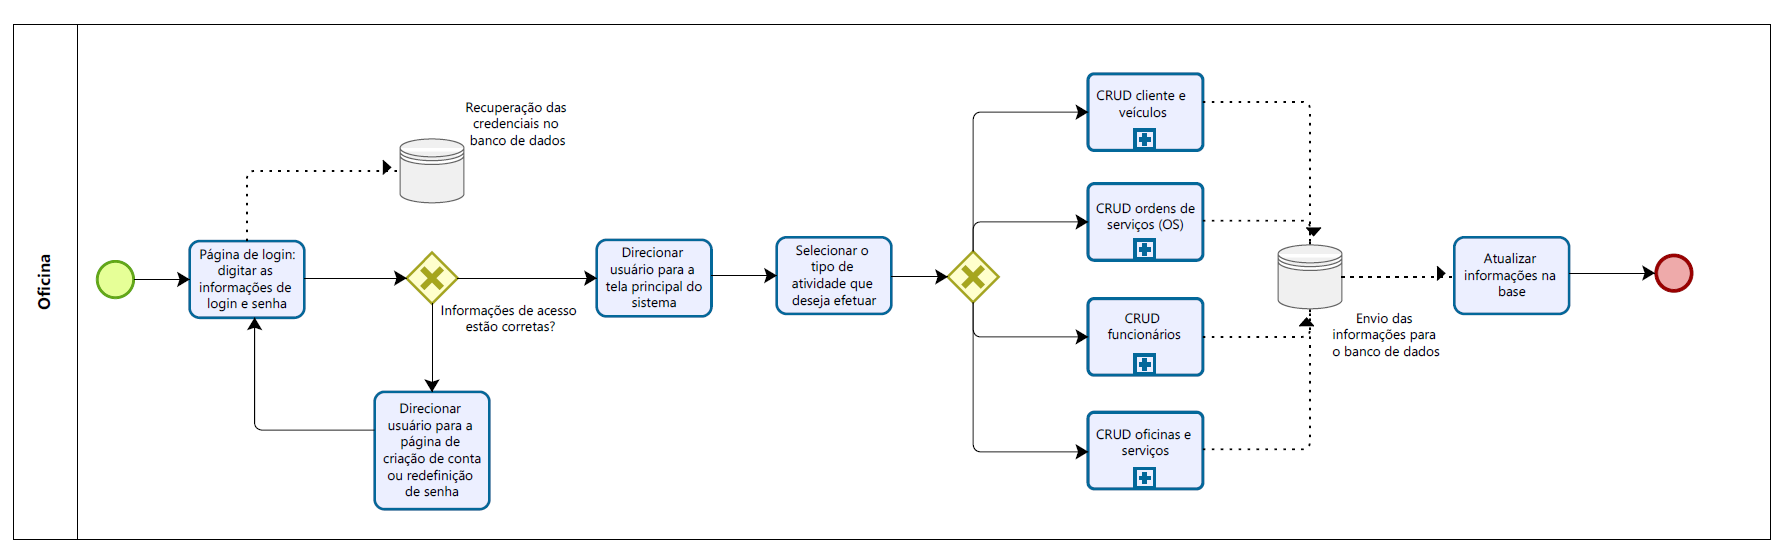 Oficina
Recuperação das
credenciais no
banco de dados
Página de login:
digitar as
informações de
login e senha
Informações de acesso
estão corretas?
Direcionar
usuário para a
página de
criação de conta
ou redefinição
de senha
Direcionar
usuário para a
tela principal do
sistema
Selecionar o
tipo de
atividade que
deseja efetuar
CRUD cliente e
veículos
CRUD ordens de
serviços (OS)
CRUD
funcionários
CRUD oficinas e
serviços
Envio das
informações para
o banco de dados
Atualizar
informações na
base